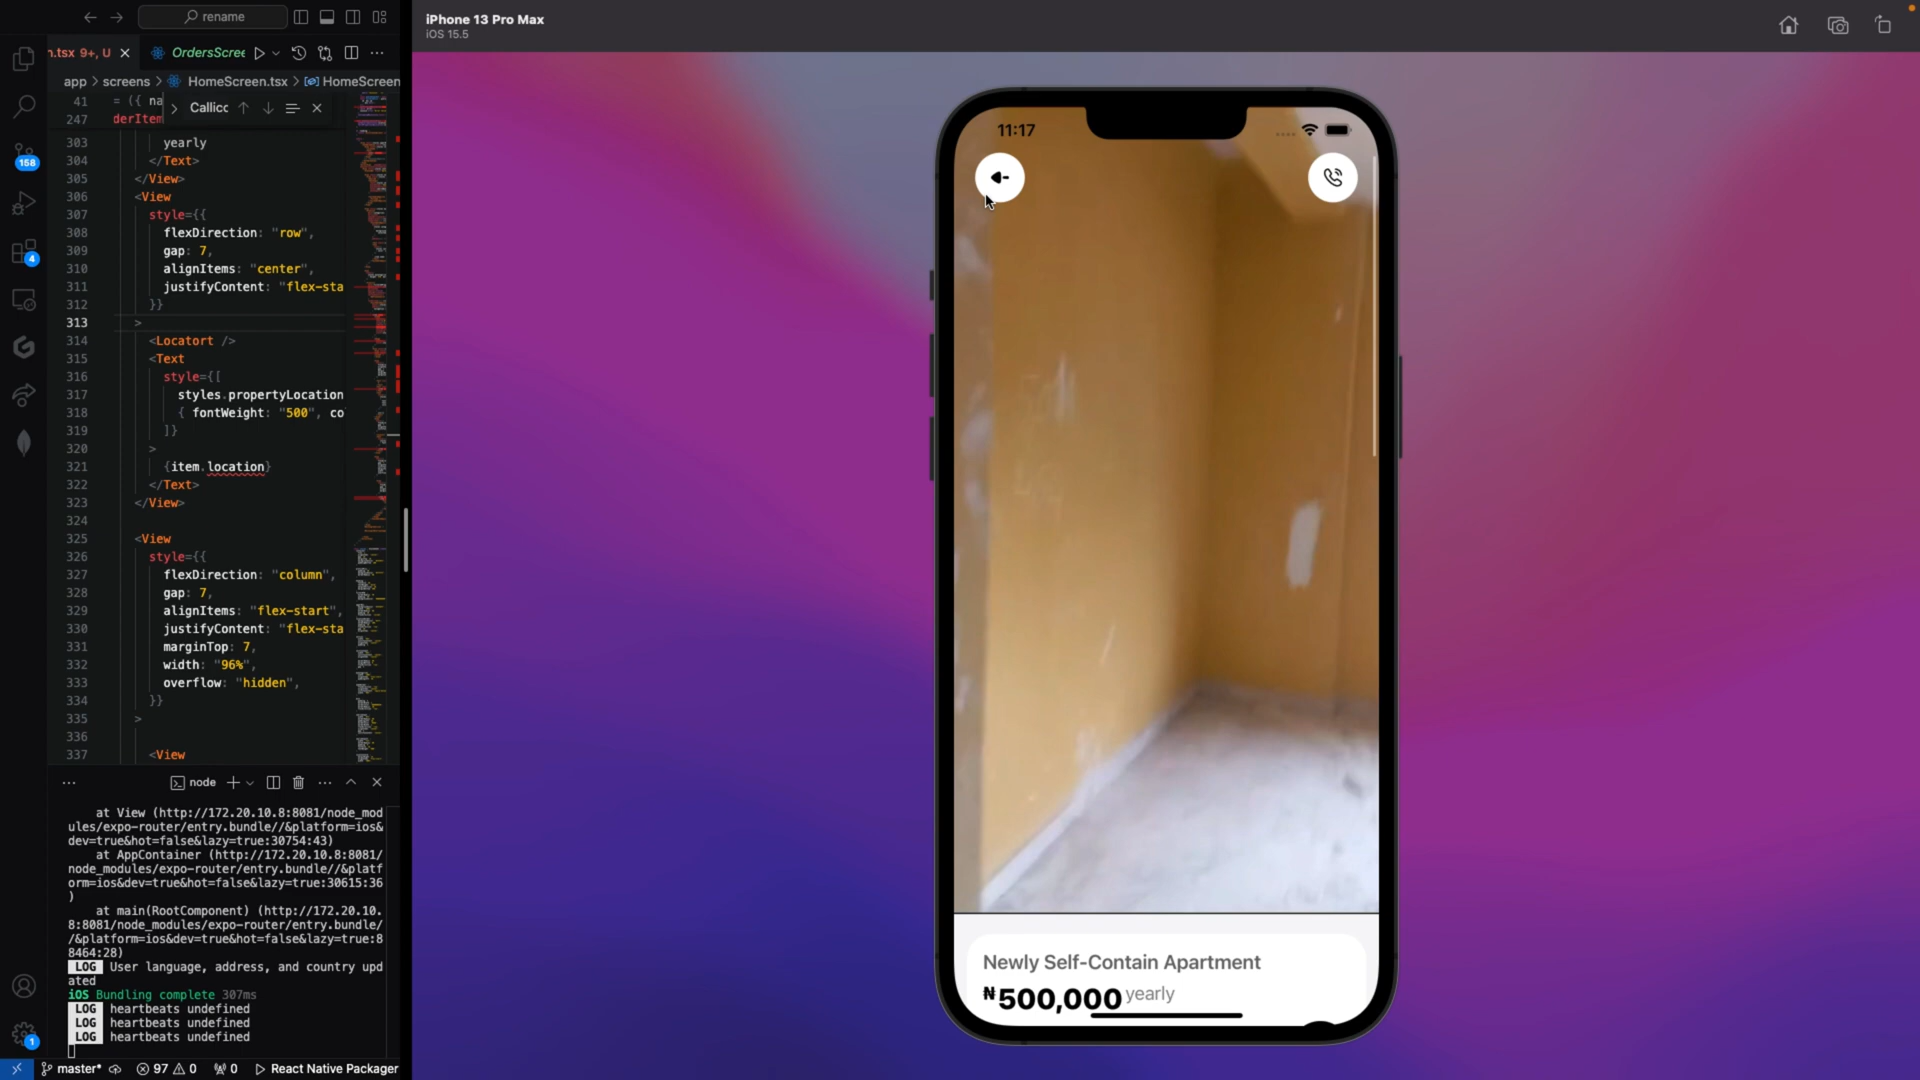 rename
n.tsx 9+, U
OrdersScree
app > screens > HomeScreen.tsx > HomeScreen
41 = ({ na
Callicc
247 derItem
303 yearly
304 </Text>
305 </View>
306 <View
307 style={{
308 flexDirection: "row",
309 gap: 7,
310 alignItems: "center",
311 justifyContent: "flex-sta
312 }}
313 >
314 <Locatort />
315 <Text
316 style={[
317 styles.propertyLocation
318 { fontWeight: "500", co
319 ]}
320 >
321 {item.location}
322 </Text>
323 </View>
324
325 <View
326 style={{
327 flexDirection: "column",
328 gap: 7,
329 alignItems: "flex-start",
330 justifyContent: "flex-sta
331 marginTop: 7,
332 width: "96%",
333 overflow: "hidden",
334 }}
335 >
336
337 <View
158
4
1
node
at View (http://172.20.10.8:8081/node_mod
ules/expo-router/entry.bundle//&platform=ios&
dev=true&hot=false&lazy=true:30754:43)
at AppContainer (http://172.20.10.8:8081/
node_modules/expo-router/entry.bundle//&platf
orm=ios&dev=true&hot=false&lazy=true:30615:36
)
at main(RootComponent) (http://172.20.10.
8:8081/node_modules/expo-router/entry.bundle/
/&platform=ios&dev=true&hot=false&lazy=true:8
8464:28)
LOG User language, address, and country upd
ated
iOS Bundling complete 307ms
LOG heartbeats undefined
LOG heartbeats undefined
LOG heartbeats undefined
master* 97 0 0 React Native Packager
iPhone 13 Pro Max
iOS 15.5
11:17
Newly Self-Contain Apartment
₦500,000 yearly